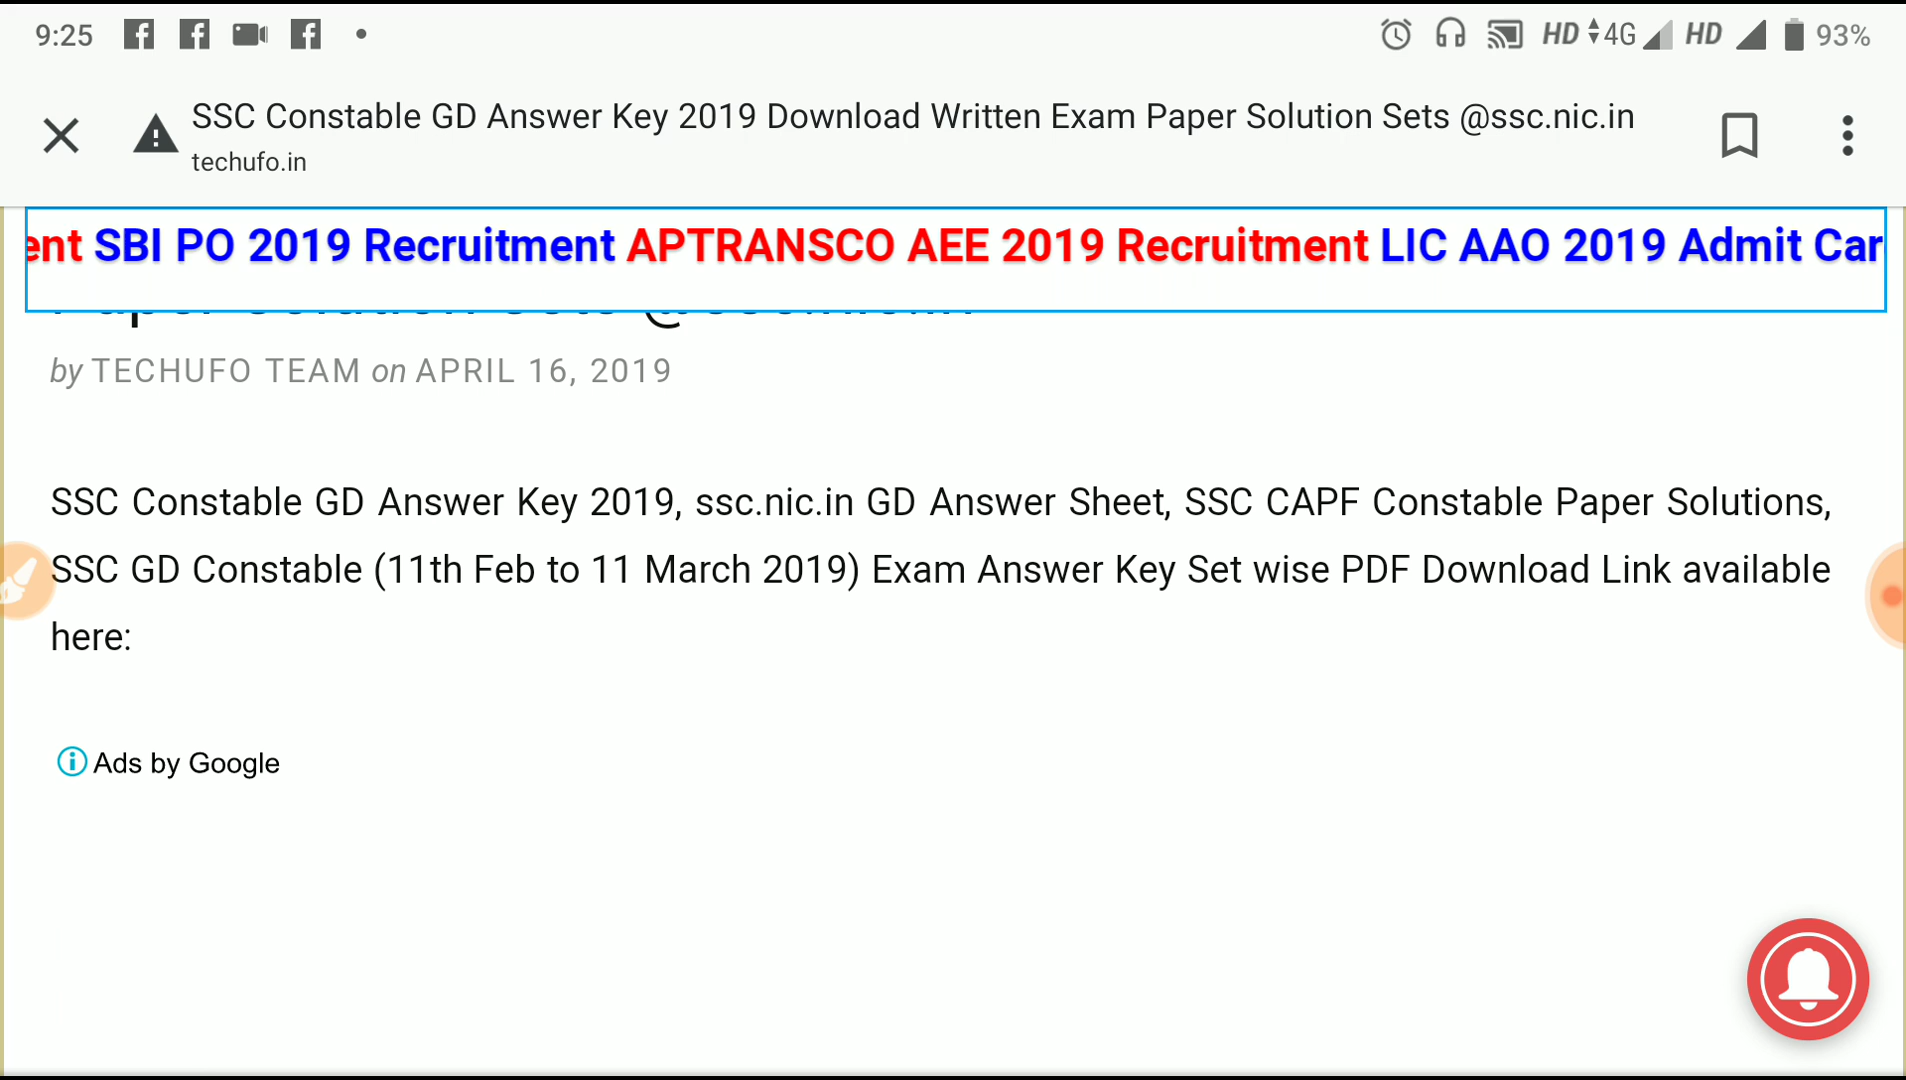 9:25 HD 4G HD 93%
SSC Constable GD Answer Key 2019 Download Written Exam Paper Solution Sets @ssc.nic.in
techufo.in
ent SBI PO 2019 Recruitment APTRANSCO AEE 2019 Recruitment LIC AAO 2019 Admit Car
by TECHUFO TEAM on APRIL 16, 2019
SSC Constable GD Answer Key 2019, ssc.nic.in GD Answer Sheet, SSC CAPF Constable Paper Solutions,
SSC GD Constable (11th Feb to 11 March 2019) Exam Answer Key Set wise PDF Download Link available
here:
Ads by Google